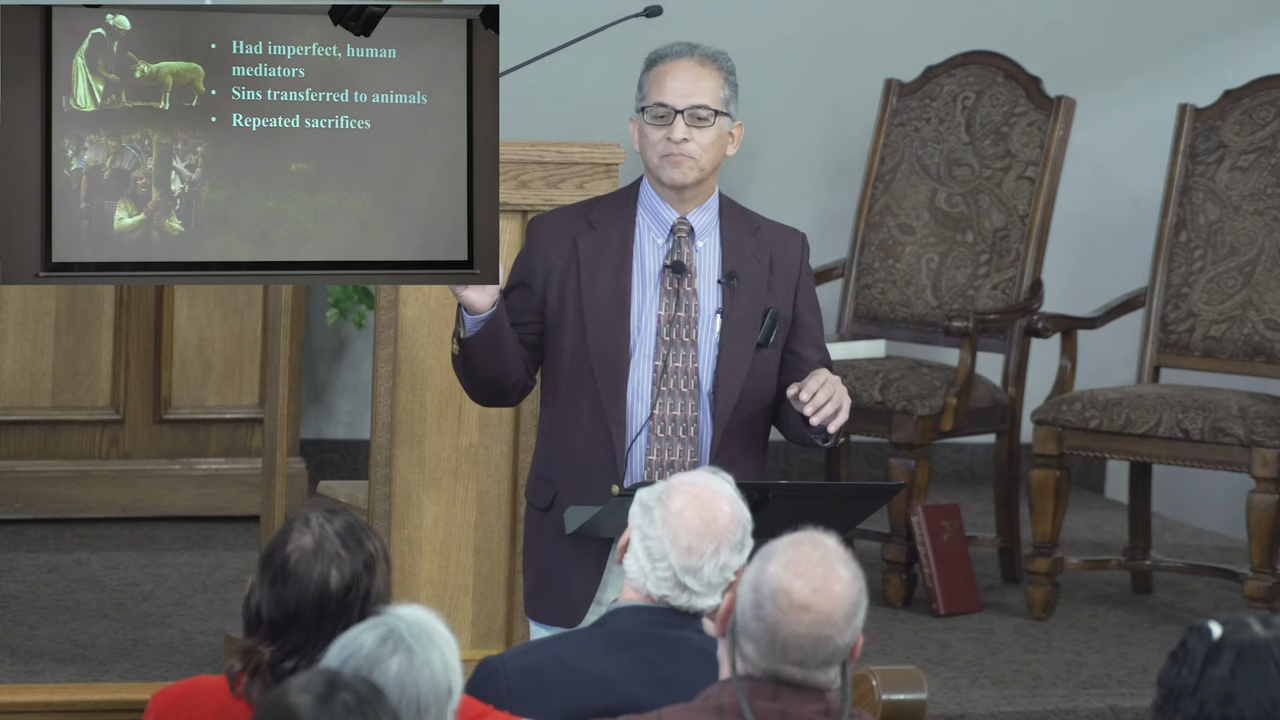 • Had imperfect, human
mediators
• Sins transferred to animals
• Repeated sacrifices